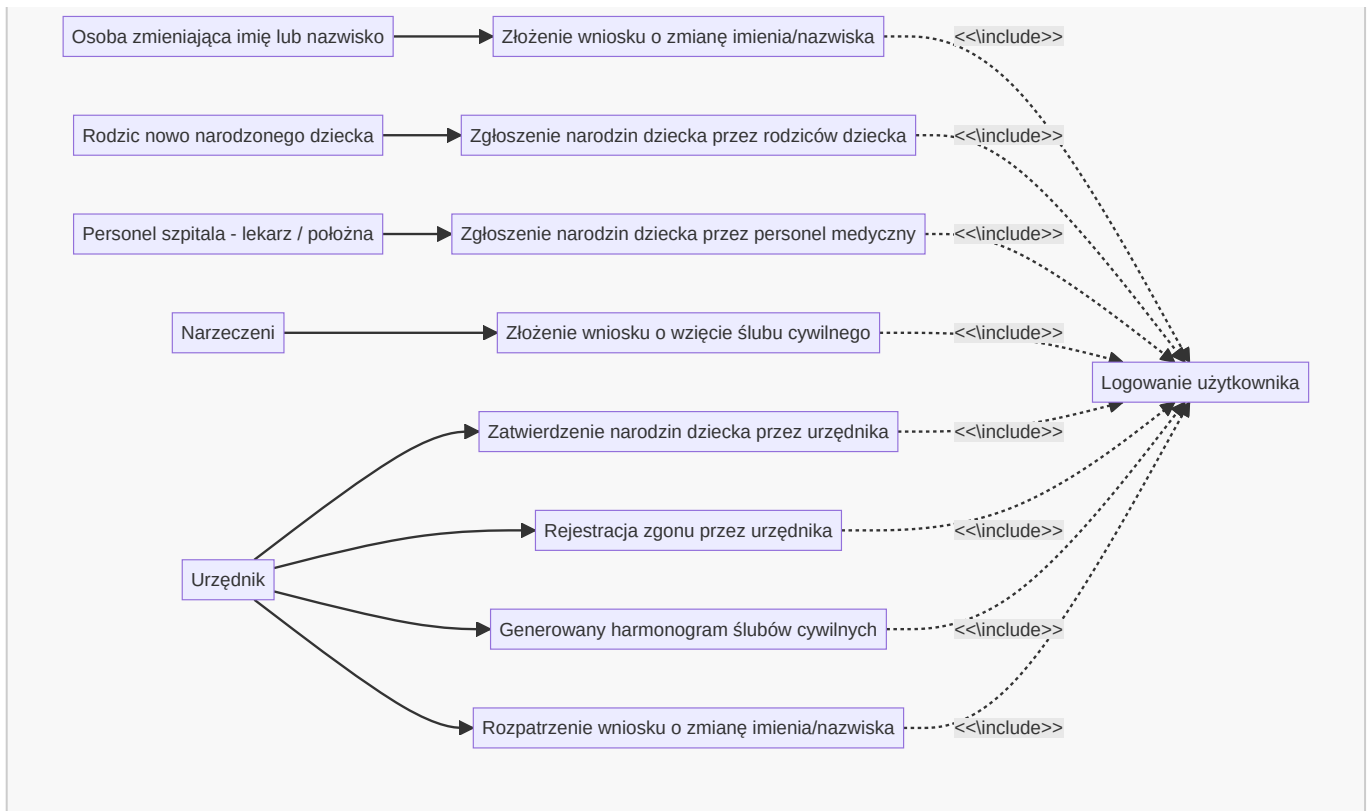 Osoba zmieniająca imię lub nazwisko
Złożenie wniosku o zmianę imienia/nazwiska
<<\include>>
Rodzic nowo narodzonego dziecka
Zgłoszenie narodzin dziecka przez rodziców dziecka
<<\include>>
Personel szpitala - lekarz / położna
Zgłoszenie narodzin dziecka przez personel medyczny
<<\include>>
Narzeczeni
Złożenie wniosku o wzięcie ślubu cywilnego
<<\include>>
Logowanie użytkownika
Zatwierdzenie narodzin dziecka przez urzędnika
<<\include>>
Rejestracja zgonu przez urzędnika
<<\include>>
Urzędnik
Generowany harmonogram ślubów cywilnych
<<\include>>
Rozpatrzenie wniosku o zmianę imienia/nazwiska
<<\include>>